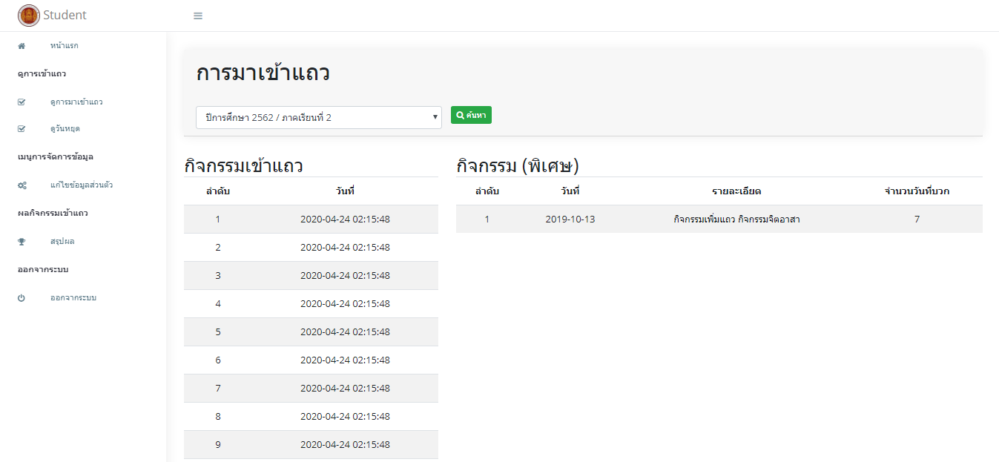 Student
หน้าแรก
ดูการเข้าแถว
ดูการมาเข้าแถว
ดูวันหยุด
เมนูการจัดการข้อมูล
แก้ไขข้อมูลส่วนตัว
ผลกิจกรรมเข้าแถว
สรุปผล
ออกจากระบบ
ออกจากระบบ
การมาเข้าแถว
ปีการศึกษา 2562 / ภาคเรียนที่ 2
ค้นหา
กิจกรรมเข้าแถว
ลำดับ วันที่
1 2020-04-24 02:15:48
2 2020-04-24 02:15:48
3 2020-04-24 02:15:48
4 2020-04-24 02:15:48
5 2020-04-24 02:15:48
6 2020-04-24 02:15:48
7 2020-04-24 02:15:48
8 2020-04-24 02:15:48
9 2020-04-24 02:15:48
กิจกรรม (พิเศษ)
ลำดับ วันที่ รายละเอียด จำนวนวันที่บวก
1 2019-10-13 กิจกรรมเพิ่มแถว กิจกรรมจิตอาสา 7